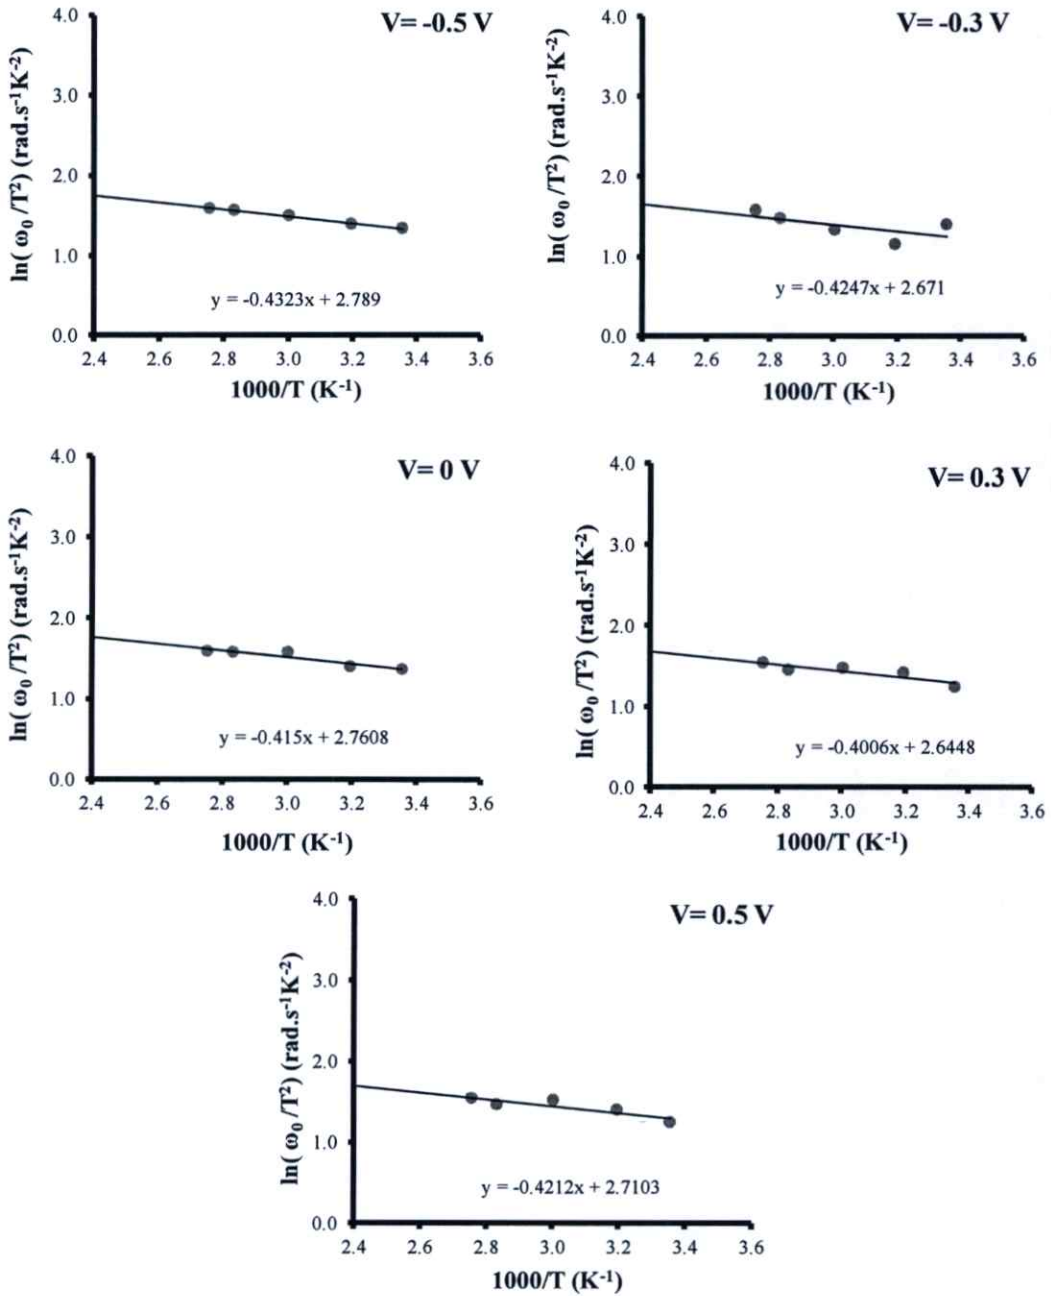 V= -0.5 V
ln( ω₀ /T²) (rad.s⁻¹K⁻²)
4.0
3.0
2.0
1.0
0.0
y = -0.4323x + 2.789
2.4 2.6 2.8 3.0 3.2 3.4 3.6
1000/T (K⁻¹)
V= -0.3 V
ln( ω₀ /T²) (rad.s⁻¹K⁻²)
4.0
3.0
2.0
1.0
0.0
y = -0.4247x + 2.671
2.4 2.6 2.8 3.0 3.2 3.4 3.6
1000/T (K⁻¹)
V= 0 V
ln( ω₀ /T²) (rad.s⁻¹K⁻²)
4.0
3.0
2.0
1.0
0.0
y = -0.415x + 2.7608
2.4 2.6 2.8 3.0 3.2 3.4 3.6
1000/T (K⁻¹)
V= 0.3 V
ln( ω₀ /T²) (rad.s⁻¹K⁻²)
4.0
3.0
2.0
1.0
0.0
y = -0.4006x + 2.6448
2.4 2.6 2.8 3.0 3.2 3.4 3.6
1000/T (K⁻¹)
V= 0.5 V
ln( ω₀ /T²) (rad.s⁻¹K⁻²)
4.0
3.0
2.0
1.0
0.0
y = -0.4212x + 2.7103
2.4 2.6 2.8 3.0 3.2 3.4 3.6
1000/T (K⁻¹)